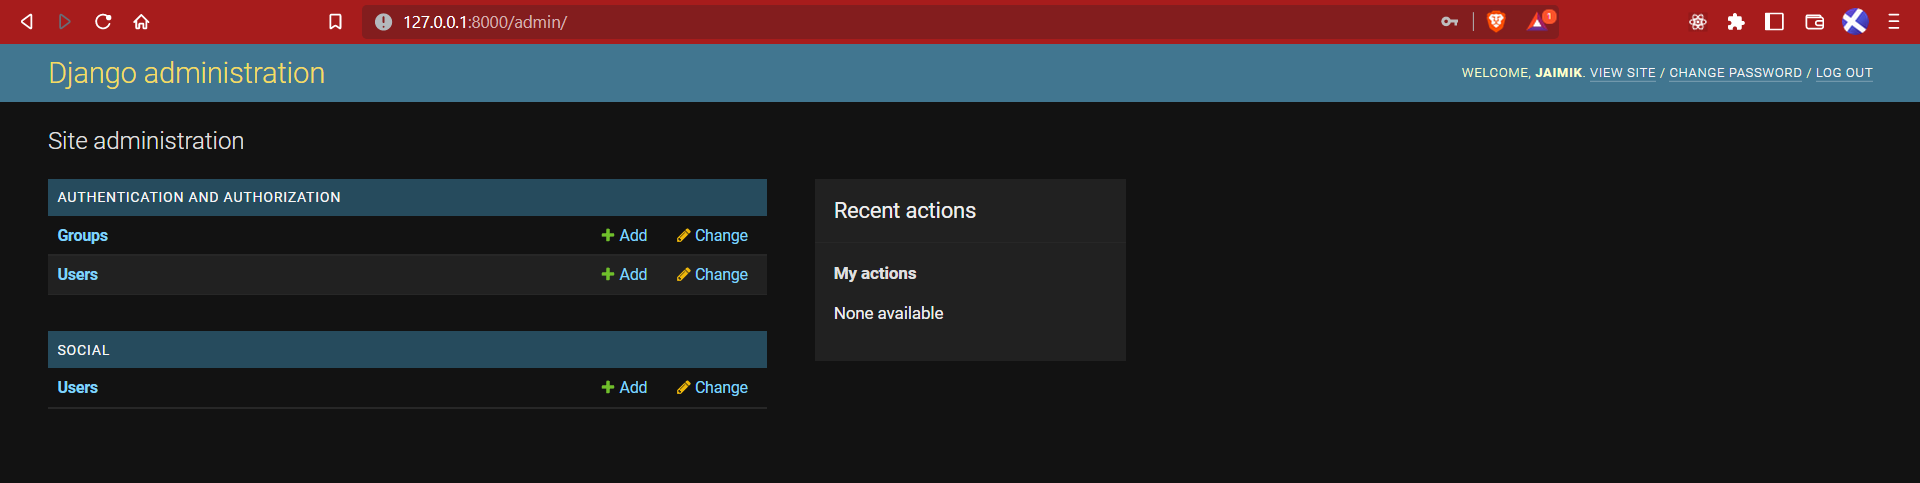 127.0.0.1:8000/admin/
1
Django administration
WELCOME, JAIMIK. VIEW SITE / CHANGE PASSWORD / LOG OUT
Site administration
AUTHENTICATION AND AUTHORIZATION
Groups Add Change
Users Add Change
SOCIAL
Users Add Change
Recent actions
My actions
None available